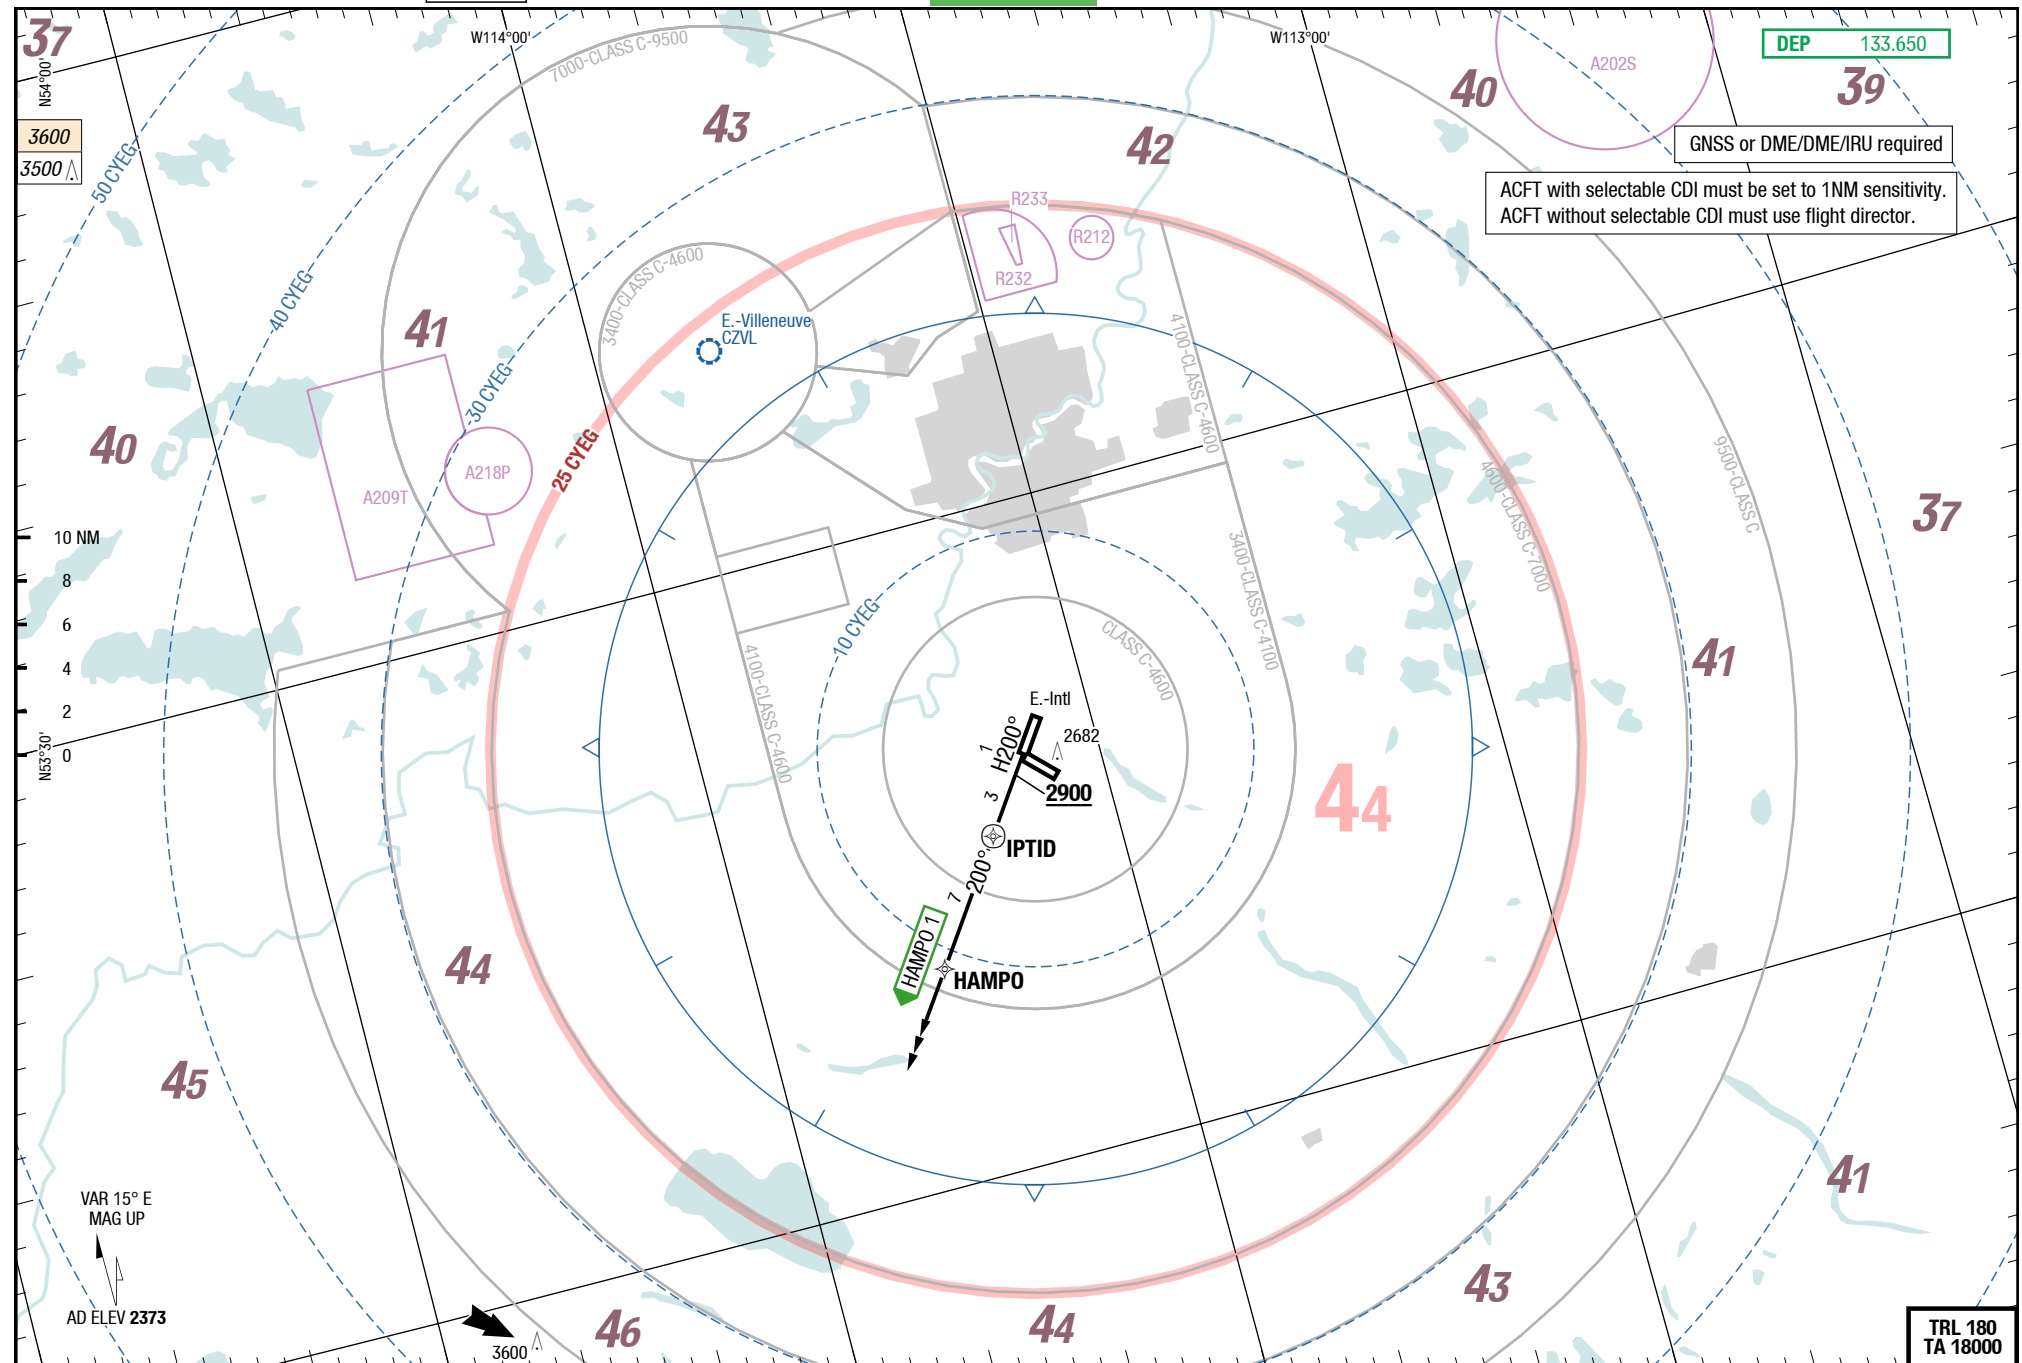 37
W114°00'
7000-CLASS C-9500
W113°00'
A202S
DEP 133.650
N54°00'
40
39
3600
3500
43
42
GNSS or DME/DME/IRU required
50 CYEG
ACFT with selectable CDI must be set to 1NM sensitivity.
ACFT without selectable CDI must use flight director.
R233
R212
R232
3400-CLASS C-4600
40 CYEG
41
E.-Villeneuve
CZVL
4100-CLASS C-4600
30 CYEG
40
25 CYEG
A218P
A209T
9500-CLASS C
4600-CLASS C-7000
37
10 NM
8
6
4
2
0
N53°30'
3400-CLASS C-4100
10 CYEG
CLASS C-4600
41
4100-CLASS C-4600
E.-Intl
H200°
1
2682
3
2900
44
IPTID
200°
7
HAMPO 1
HAMPO
44
45
VAR 15° E
MAG UP
AD ELEV 2373
41
43
46
44
3600
TRL 180
TA 18000